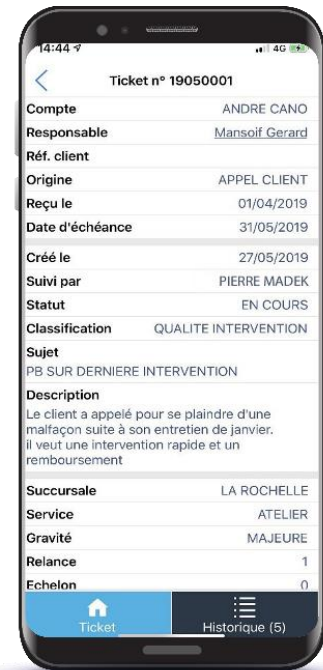 14:44 4G
Ticket n° 19050001
Compte ANDRE CANO
Responsable Mansoif Gerard
Réf. client
Origine APPEL CLIENT
Reçu le 01/04/2019
Date d'échéance 31/05/2019
Créé le 27/05/2019
Suivi par PIERRE MADEK
Statut EN COURS
Classification QUALITE INTERVENTION
Sujet
PB SUR DERNIERE INTERVENTION
Description
Le client a appelé pour se plaindre d'une
malfaçon suite à son entretien de janvier.
il veut une intervention rapide et un
remboursement
Succursale LA ROCHELLE
Service ATELIER
Gravité MAJEURE
Relance 1
Echelon 0
Ticket Historique (5)